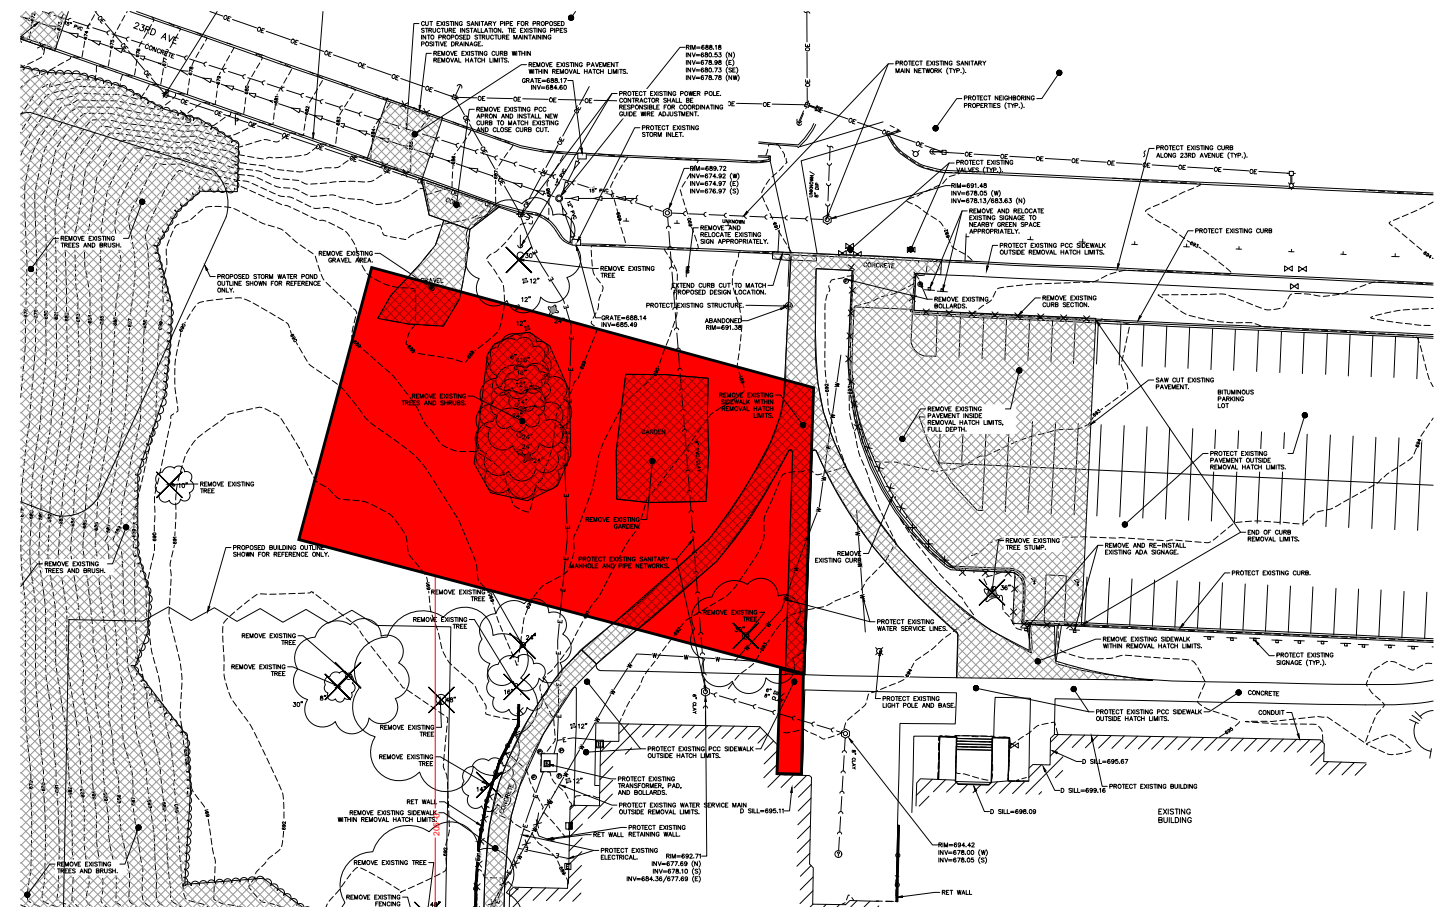 23RD AVE
CONCRETE
CUT EXISTING SANITARY PIPE FOR PROPOSED
STRUCTURE INSTALLATION. TIE EXISTING PIPES
INTO PROPOSED STRUCTURE MAINTAINING
POSITIVE DRAINAGE.
REMOVE EXISTING CURB WITHIN
REMOVAL HATCH LIMITS.
REMOVE EXISTING PAVEMENT
WITHIN REMOVAL HATCH LIMITS.
GRATE=688.17
INV=684.60
REMOVE EXISTING PCC
APRON AND INSTALL NEW
CURB TO MATCH EXISTING
AND CLOSE CURB CUT.
RIM=688.18
INV=680.53 (N)
INV=678.98 (E)
INV=680.73 (SE)
INV=678.78 (NW)
PROTECT EXISTING POWER POLE.
CONTRACTOR SHALL BE
RESPONSIBLE FOR COORDINATING
GUIDE WIRE ADJUSTMENT.
PROTECT EXISTING
STORM INLET.
PROTECT EXISTING SANITARY
MAIN NETWORK (TYP.).
PROTECT NEIGHBORING
PROPERTIES (TYP.).
PROTECT EXISTING CURB
ALONG 23RD AVENUE (TYP.).
PROTECT EXISTING
VALVES (TYP.).
RIM=689.72
INV=674.92 (W)
INV=674.97 (E)
INV=676.97 (S)
RIM=691.48
INV=678.05 (W)
INV=678.13/683.63 (N)
REMOVE AND RELOCATE
EXISTING SIGNAGE TO
NEARBY GREEN SPACE
APPROPRIATELY.
REMOVE AND
RELOCATE EXISTING
SIGN APPROPRIATELY.
PROTECT EXISTING PCC SIDEWALK
OUTSIDE REMOVAL HATCH LIMITS.
PROTECT EXISTING CURB
REMOVE EXISTING
TREES AND BRUSH.
PROPOSED STORM WATER POND
OUTLINE SHOWN FOR REFERENCE
ONLY.
REMOVE EXISTING
GRAVEL AREA.
GRAVEL
30"
12"
12"
REMOVE EXISTING
TREE
CONCRETE
EXTEND CURB CUT TO MATCH
PROPOSED DESIGN LOCATION.
PROTECT EXISTING STRUCTURE.
ABANDONED
RIM=691.38
GRATE=688.14
INV=685.49
REMOVE EXISTING
BOLLARDS.
REMOVE EXISTING
CURB SECTION.
REMOVE EXISTING
TREES AND SHRUBS.
GARDEN
REMOVE EXISTING
SIDEWALK WITHIN
REMOVAL HATCH
LIMITS.
SAW CUT EXISTING
PAVEMENT.
BITUMINOUS
PARKING
LOT
REMOVE EXISTING
PAVEMENT INSIDE
REMOVAL HATCH LIMITS,
FULL DEPTH.
PROTECT EXISTING
PAVEMENT OUTSIDE
REMOVAL HATCH LIMITS.
10"
REMOVE EXISTING
TREE
REMOVE EXISTING
GARDEN.
END OF CURB
REMOVAL LIMITS.
REMOVE EXISTING
TREE STUMP.
REMOVE AND RE-INSTALL
EXISTING ADA SIGNAGE.
PROPOSED BUILDING OUTLINE
SHOWN FOR REFERENCE ONLY.
REMOVE EXISTING
TREES AND BRUSH.
PROTECT EXISTING SANITARY
MANHOLE AND PIPE NETWORKS.
REMOVE
EXISTING CURB
PROTECT EXISTING CURB.
36"
REMOVE EXISTING
TREE
REMOVE EXISTING
TREE
REMOVE EXISTING
TREE
REMOVE EXISTING
TREE
24"
PROTECT EXISTING
WATER SERVICE LINES.
REMOVE EXISTING SIDEWALK
WITHIN REMOVAL HATCH LIMITS.
PROTECT EXISTING
SIGNAGE (TYP.).
REMOVE EXISTING
TREE
8"
30"
48"
REMOVE EXISTING
TREE
PROTECT EXISTING
LIGHT POLE AND BASE.
CONCRETE
PROTECT EXISTING PCC SIDEWALK
OUTSIDE HATCH LIMITS.
CONDUIT
8" CLAY
12"
PROTECT EXISTING PCC SIDEWALK
OUTSIDE HATCH LIMITS.
REMOVE EXISTING
TREE
14"
12"
PROTECT EXISTING
TRANSFORMER, PAD,
AND BOLLARDS.
8" CLAY
D SILL=695.67
D SILL=699.16
PROTECT EXISTING BUILDING
RET WALL
REMOVE EXISTING SIDEWALK
WITHIN REMOVAL HATCH LIMITS.
CONCRETE
PROTECT EXISTING WATER SERVICE MAIN
OUTSIDE REMOVAL LIMITS.
D SILL=695.11
D SILL=698.09
EXISTING
BUILDING
PROTECT EXISTING
RET WALL RETAINING WALL.
PROTECT EXISTING
ELECTRICAL.
RIM=692.71
INV=677.69 (N)
INV=678.10 (S)
INV=684.36/677.69 (E)
RIM=694.42
INV=678.00 (W)
INV=678.05 (S)
REMOVE EXISTING
TREES AND BRUSH.
REMOVE EXISTING TREE
REMOVE EXISTING
FENCING
RET WALL